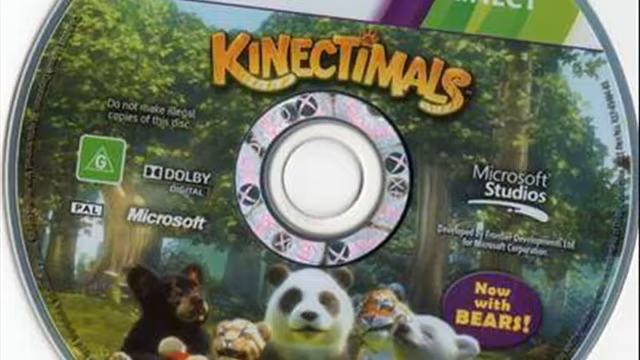 KINECT
KINECTIMALS
Do not make illegal
copies of this disc.
G
DOLBY
DIGITAL
PAL
Microsoft
Microsoft
Studios
Developed by Frontier Developments Ltd
for Microsoft Corporation.
Now
with
BEARS!